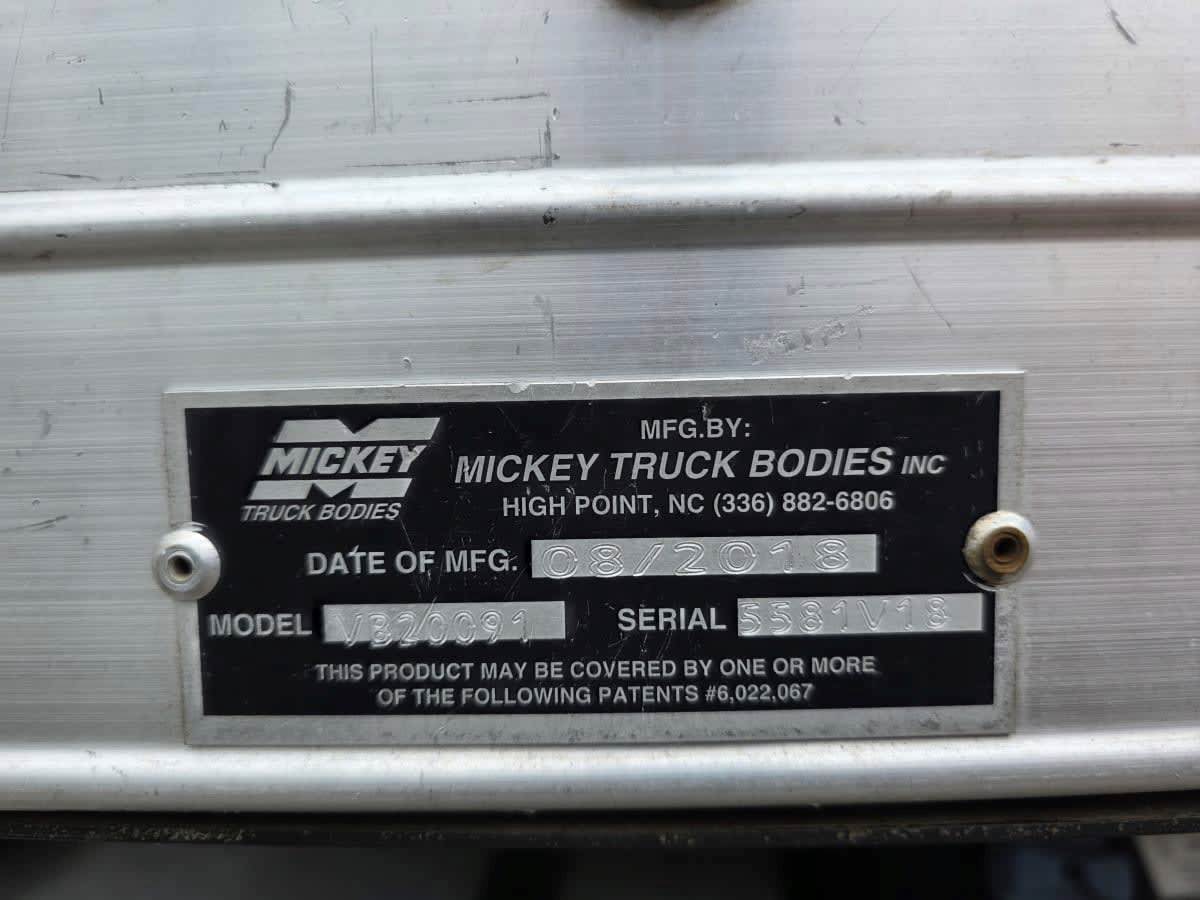 MICKEY
TRUCK BODIES
MFG.BY:
MICKEY TRUCK BODIES INC
HIGH POINT, NC (336) 882-6806
DATE OF MFG. 08/2018
MODEL VB20091 SERIAL 5581V18
THIS PRODUCT MAY BE COVERED BY ONE OR MORE
OF THE FOLLOWING PATENTS #6,022,067